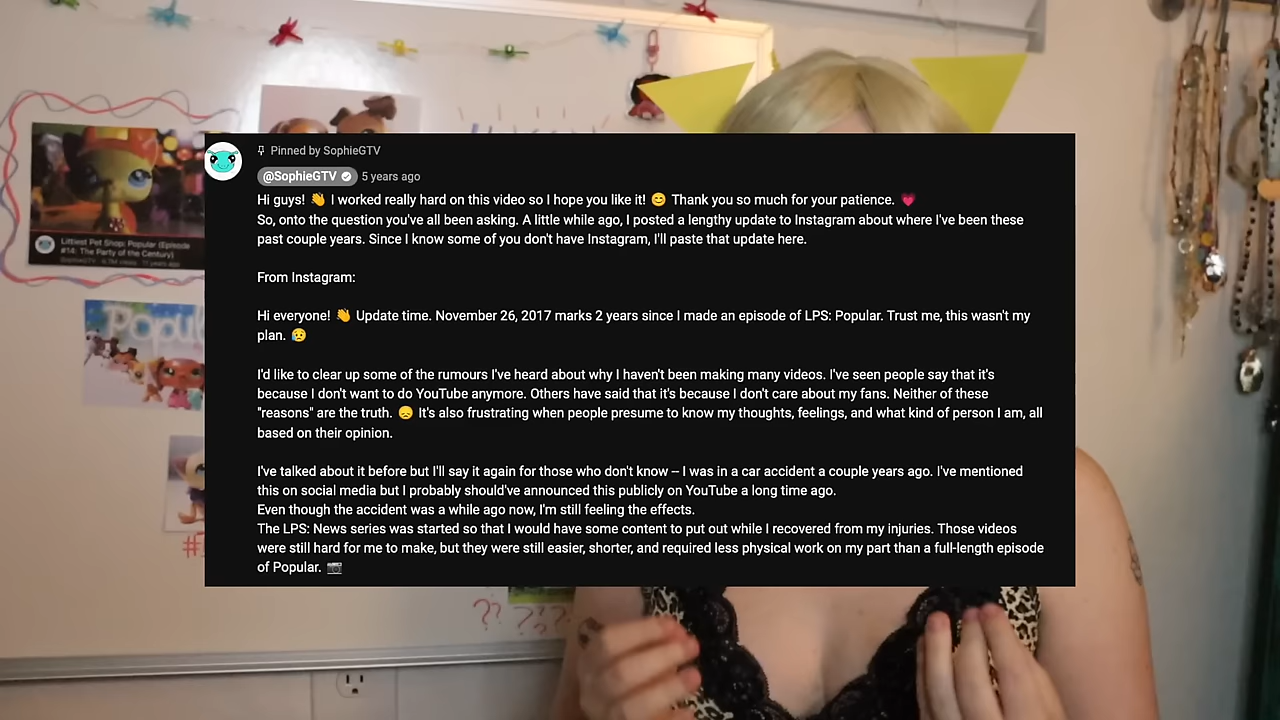 Pinned by SophieGTV
@SophieGTV 5 years ago
Hi guys! 👋 I worked really hard on this video so I hope you like it! 😊 Thank you so much for your patience. 💗
So, onto the question you've all been asking. A little while ago, I posted a lengthy update to Instagram about where I've been these
past couple years. Since I know some of you don't have Instagram, I'll paste that update here.
From Instagram:
Hi everyone! 👋 Update time. November 26, 2017 marks 2 years since I made an episode of LPS: Popular. Trust me, this wasn't my
plan. 😥
I'd like to clear up some of the rumours I've heard about why I haven't been making many videos. I've seen people say that it's
because I don't want to do YouTube anymore. Others have said that it's because I don't care about my fans. Neither of these
"reasons" are the truth. 😞 It's also frustrating when people presume to know my thoughts, feelings, and what kind of person I am, all
based on their opinion.
I've talked about it before but I'll say it again for those who don't know -- I was in a car accident a couple years ago. I've mentioned
this on social media but I probably should've announced this publicly on YouTube a long time ago.
Even though the accident was a while ago now, I'm still feeling the effects.
The LPS: News series was started so that I would have some content to put out while I recovered from my injuries. Those videos
were still hard for me to make, but they were still easier, shorter, and required less physical work on my part than a full-length episode
of Popular. 📷
Littlest Pet Shop: Popular (Episode
#14: The Party of the Century)
Popul
#
?? ???